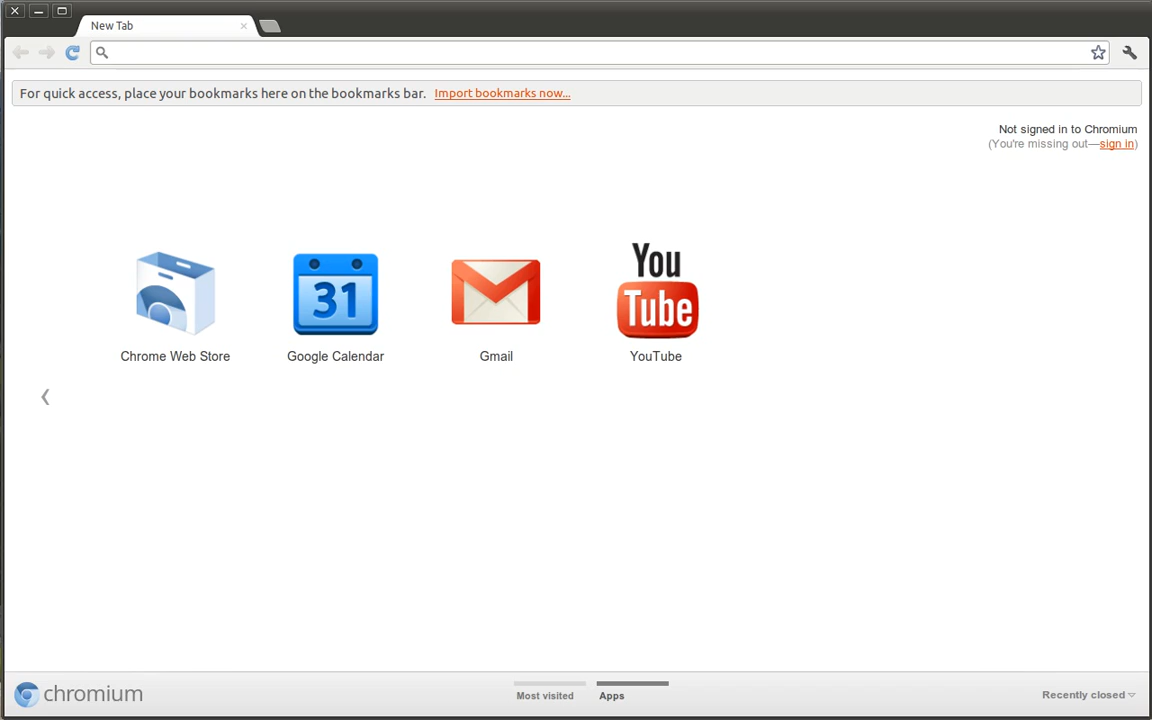 New Tab
For quick access, place your bookmarks here on the bookmarks bar. Import bookmarks now...
Not signed in to Chromium
(You're missing out—sign in)
31
You
Tube
Chrome Web Store
Google Calendar
Gmail
YouTube
chromium
Most visited
Apps
Recently closed